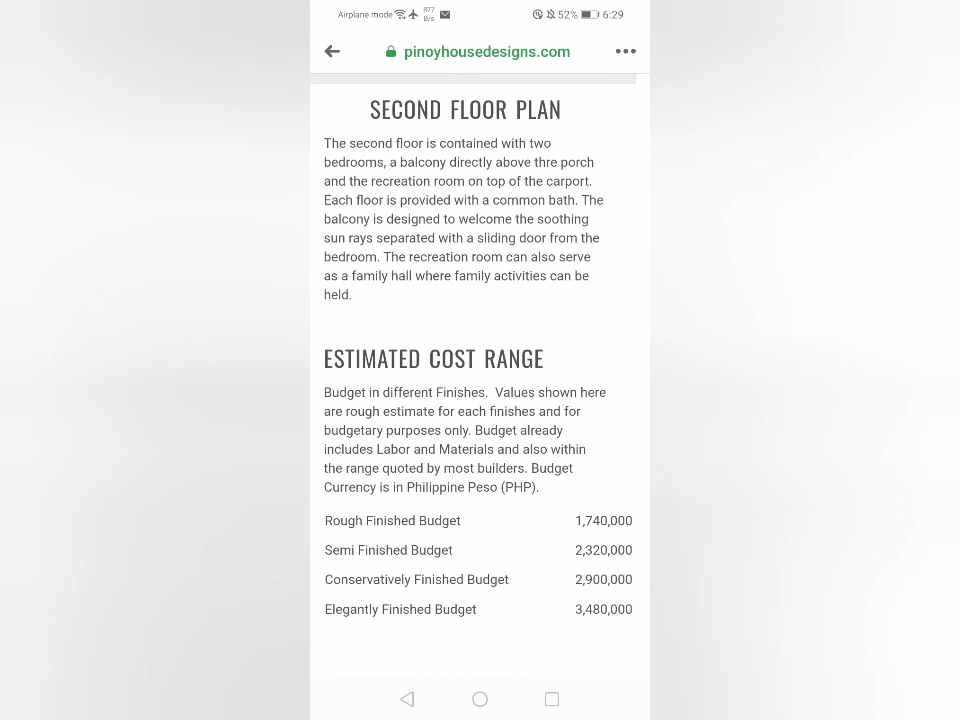 Airplane mode 877 B/s 52% 6:29
pinoyhousedesigns.com
SECOND FLOOR PLAN
The second floor is contained with two
bedrooms, a balcony directly above thre porch
and the recreation room on top of the carport.
Each floor is provided with a common bath. The
balcony is designed to welcome the soothing
sun rays separated with a sliding door from the
bedroom. The recreation room can also serve
as a family hall where family activities can be
held.
ESTIMATED COST RANGE
Budget in different Finishes.  Values shown here
are rough estimate for each finishes and for
budgetary purposes only. Budget already
includes Labor and Materials and also within
the range quoted by most builders. Budget
Currency is in Philippine Peso (PHP).
Rough Finished Budget 1,740,000
Semi Finished Budget 2,320,000
Conservatively Finished Budget 2,900,000
Elegantly Finished Budget 3,480,000